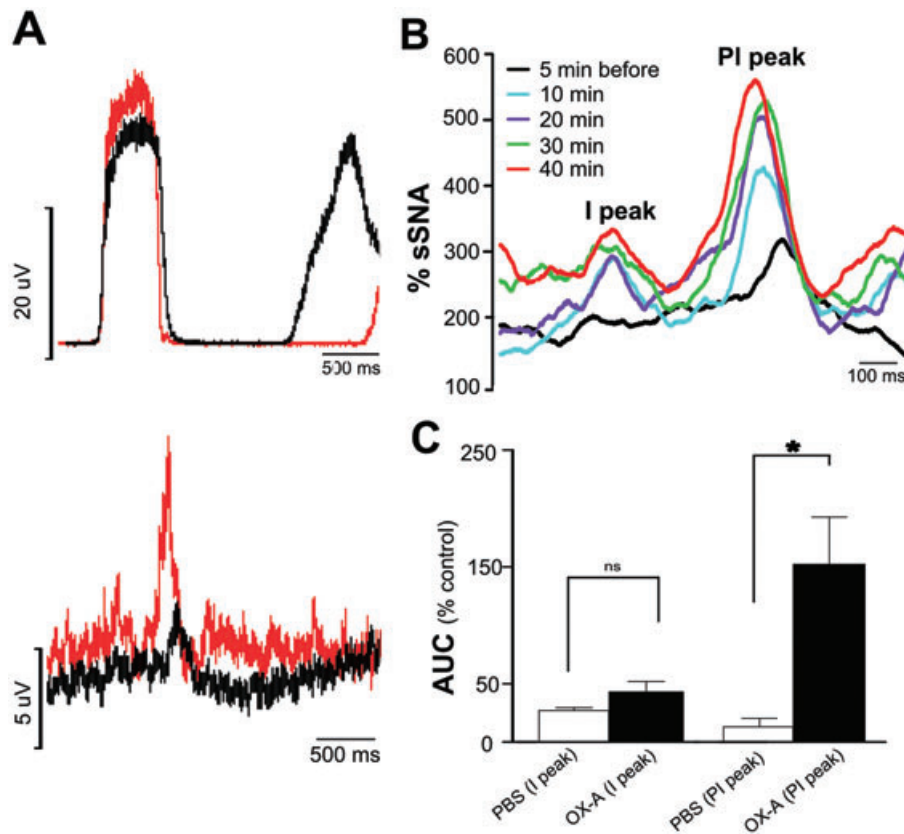 A
20 uV
500 ms
5 uV
500 ms
B
% sSNA
600
500
400
300
200
100
5 min before
10 min
20 min
30 min
40 min
I peak
PI peak
100 ms
C
AUC (% control)
250
150
50
0
ns
*
PBS (I peak)
OX-A (I peak)
PBS (PI peak)
OX-A (PI peak)